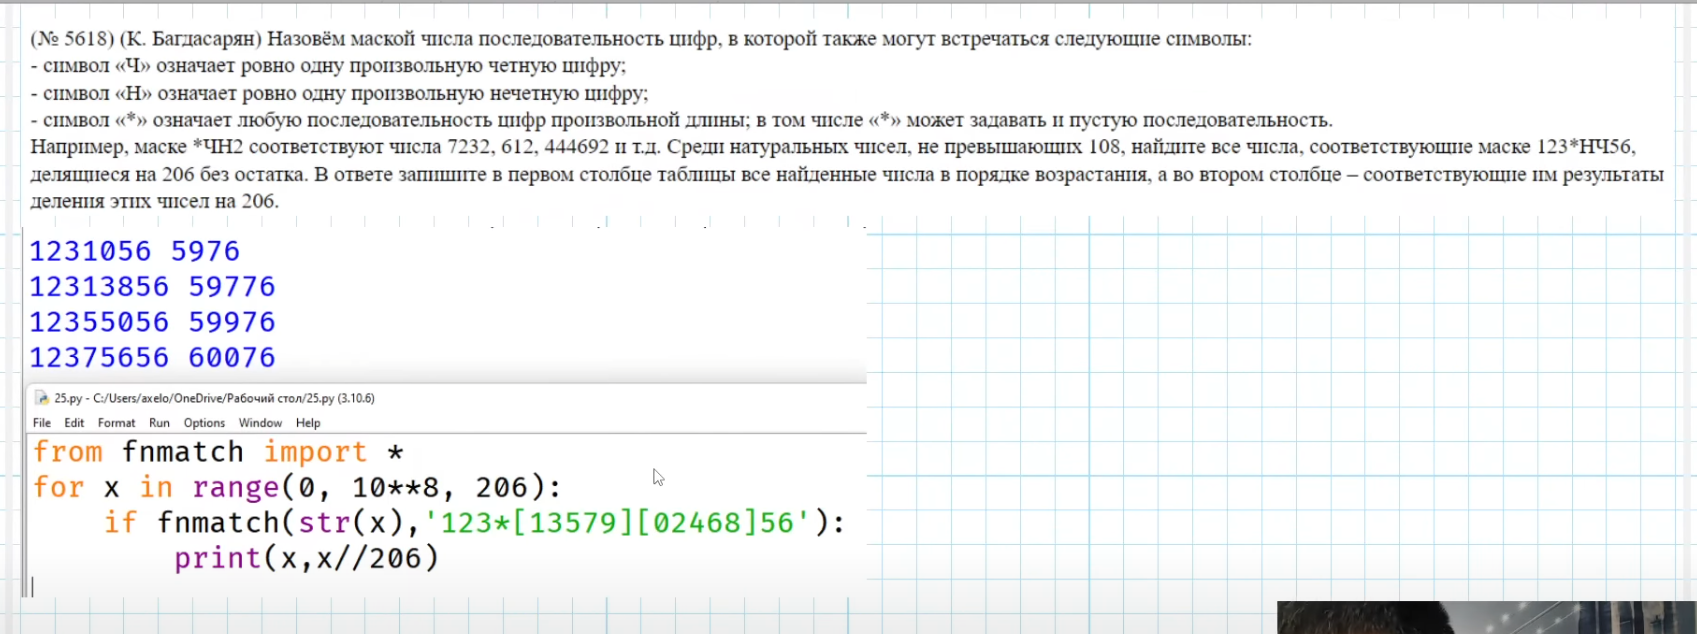 (№ 5618) (К. Багдасарян) Назовём маской числа последовательность цифр, в которой также могут встречаться следующие символы:
- символ «Ч» означает ровно одну произвольную четную цифру;
- символ «Н» означает ровно одну произвольную нечетную цифру;
- символ «*» означает любую последовательность цифр произвольной длины; в том числе «*» может задавать и пустую последовательность.
Например, маске *ЧН2 соответствуют числа 7232, 612, 444692 и т.д. Среди натуральных чисел, не превышающих 108, найдите все числа, соответствующие маске 123*НЧ56,
делящиеся на 206 без остатка. В ответе запишите в первом столбце таблицы все найденные числа в порядке возрастания, а во втором столбце – соответствующие им результаты
деления этих чисел на 206.
1231056 5976
12313856 59776
12355056 59976
12375656 60076
25.py - C:/Users/axelo/OneDrive/Рабочий стол/25.py (3.10.6)
File Edit Format Run Options Window Help
from fnmatch import *
for x in range(0, 10**8, 206):
    if fnmatch(str(x),'123*[13579][02468]56'):
        print(x,x//206)